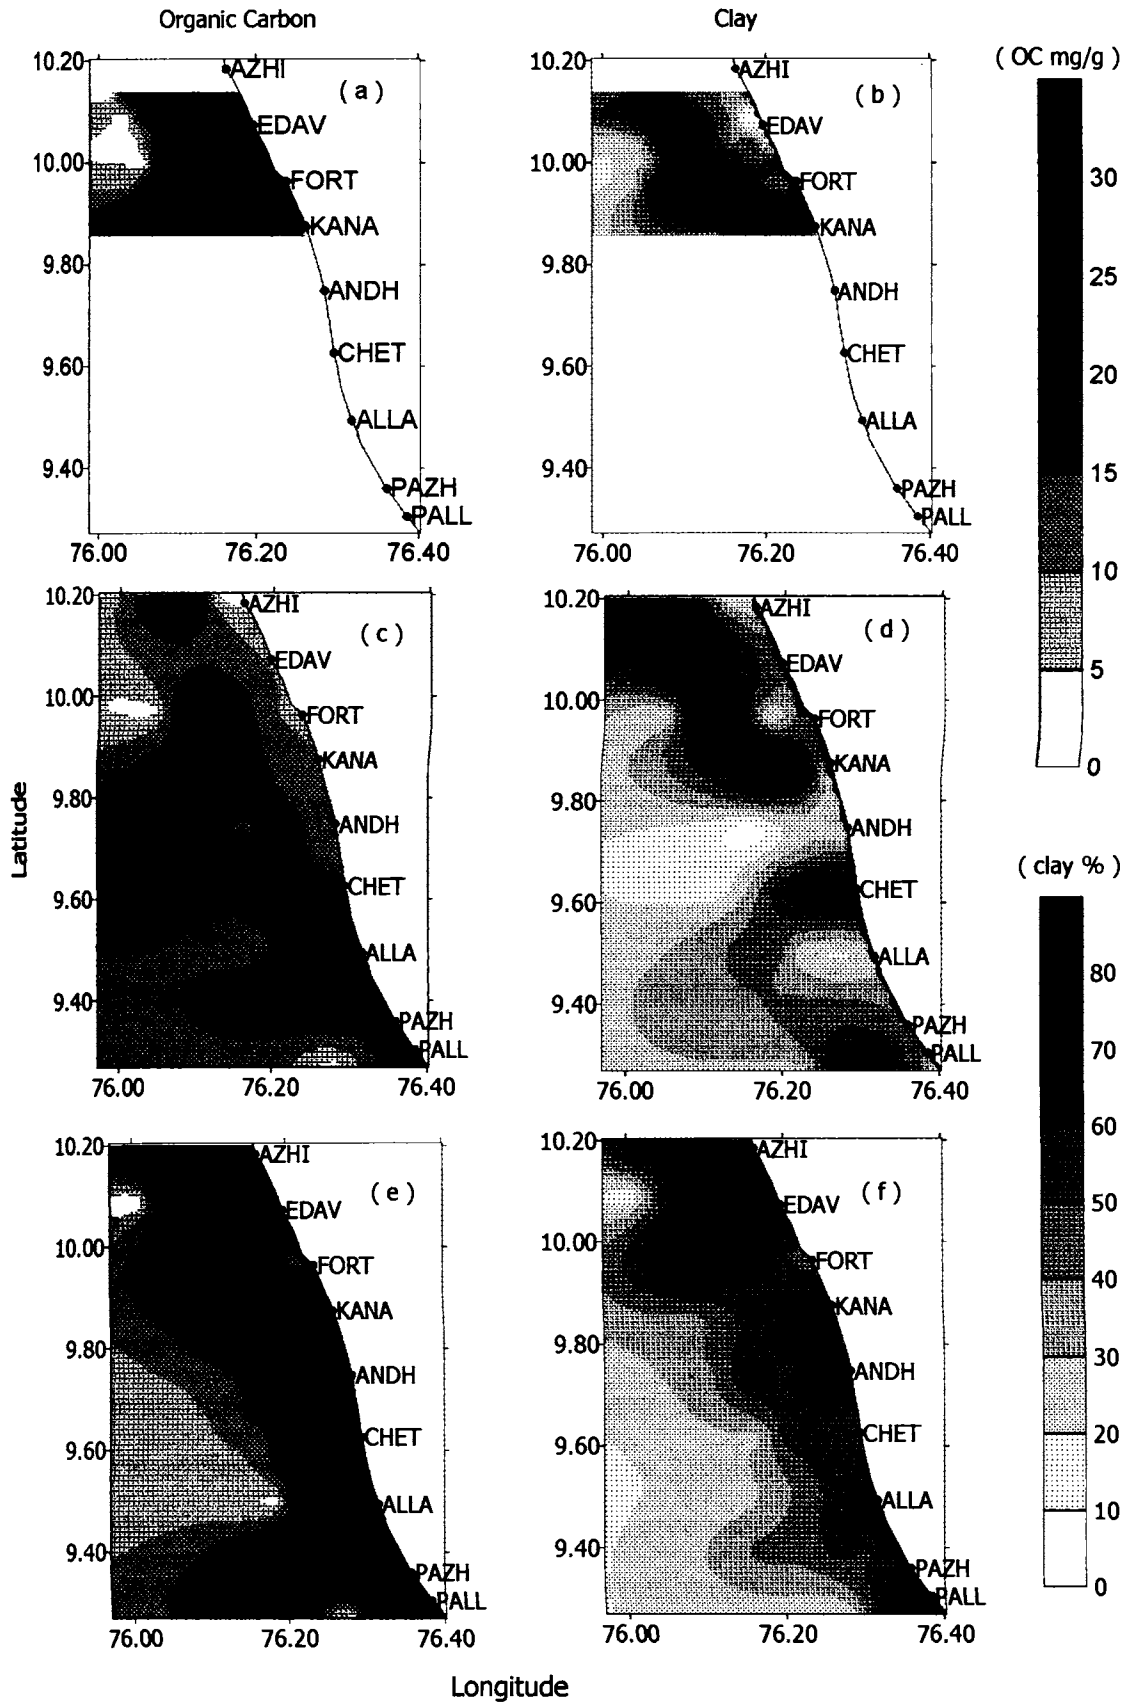 Organic Carbon
Clay
( OC mg/g )
10.20
10.00
9.80
9.60
9.40
76.00
76.20
76.40
AZHI
(a)
EDAV
FORT
KANA
ANDH
CHET
ALLA
PAZH
PALL
10.20
10.00
9.80
9.60
9.40
76.00
76.20
76.40
AZHI
(b)
EDAV
FORT
KANA
ANDH
CHET
ALLA
PAZH
PALL
30
25
20
15
10
5
0
Latitude
10.20
10.00
9.80
9.60
9.40
76.00
76.20
76.40
AZHI
(c)
EDAV
FORT
KANA
ANDH
CHET
ALLA
PAZH
PALL
10.20
10.00
9.80
9.60
9.40
76.00
76.20
76.40
AZHI
(d)
EDAV
FORT
KANA
ANDH
CHET
ALLA
PAZH
PALL
( clay % )
80
70
60
50
40
30
20
10
0
10.20
10.00
9.80
9.60
9.40
76.00
76.20
76.40
AZHI
(e)
EDAV
FORT
KANA
ANDH
CHET
ALLA
PAZH
PALL
10.20
10.00
9.80
9.60
9.40
76.00
76.20
76.40
AZHI
(f)
EDAV
FORT
KANA
ANDH
CHET
ALLA
PAZH
PALL
Longitude